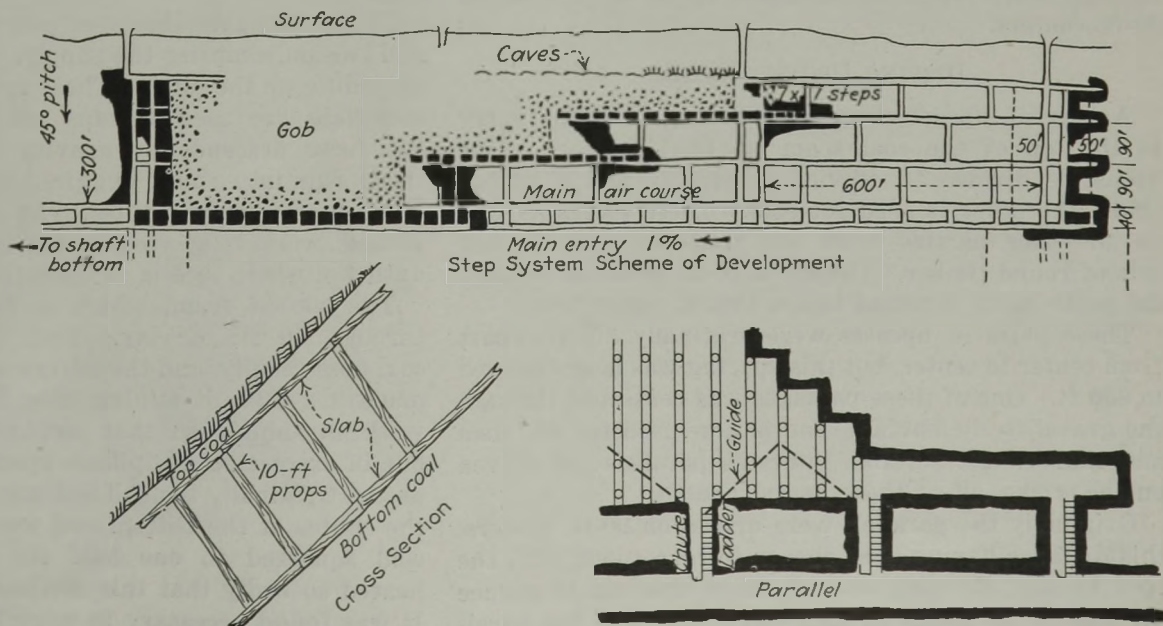 Surface
Caves
45° pitch
7 x 7 steps
Gob
300'
50'
50'
90'
Main air course
600'
90'
40'
To shaft
bottom
Main entry 1%
Step System Scheme of Development
Top coal
Slab
10-ft
props
Bottom coal
Cross Section
Guide
Chute
Ladder
Parallel